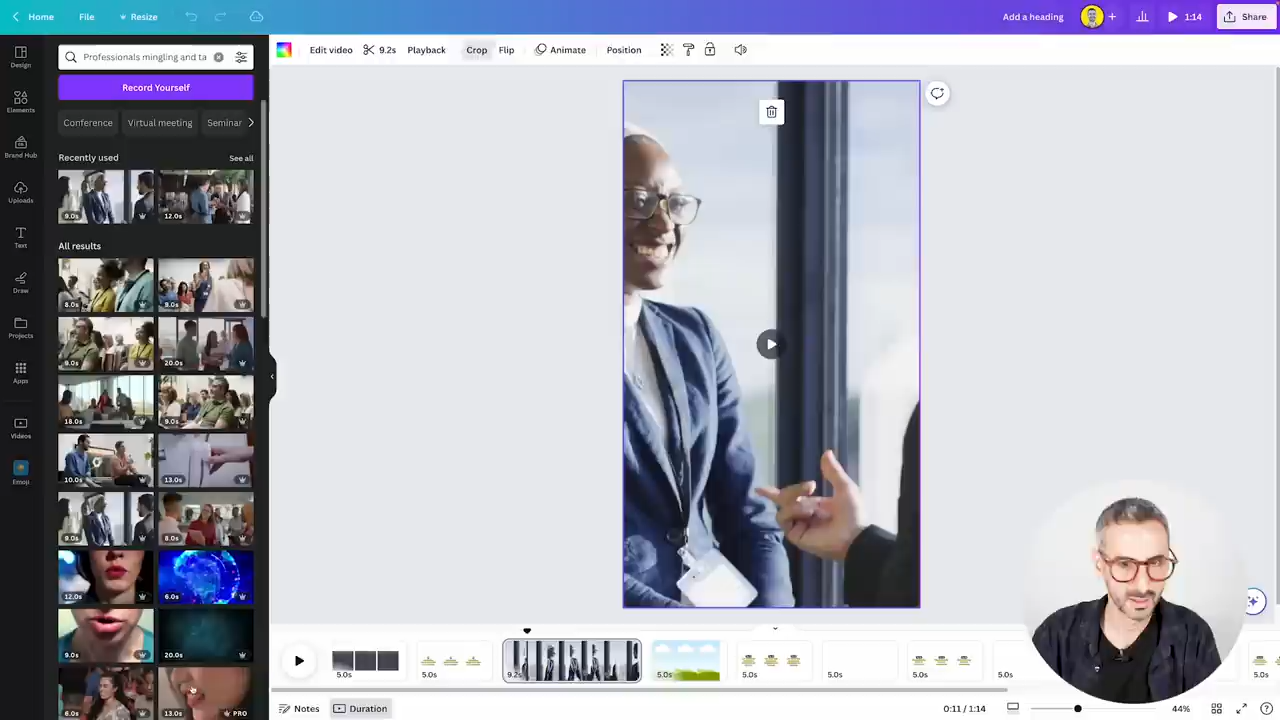 Home File Resize Add a heading 1:14 Share
Design
Elements
Brand Hub
Uploads
Text
Draw
Projects
Apps
Videos
Emoji
Professionals mingling and ta
Record Yourself
Conference Virtual meeting Seminar
Recently used See all
9.0s 12.0s
All results
8.0s 8.0s
9.0s 20.0s
18.0s 9.0s
10.0s 13.0s
9.0s 8.0s
12.0s 6.0s
9.0s 20.0s
6.0s 13.0s PRO
Edit video 9.2s Playback Crop Flip Animate Position
5.0s 5.0s 9.2s 5.0s 5.0s 5.0s 5.0s 5.0s 5.0s
Notes Duration 0:11 / 1:14 44%